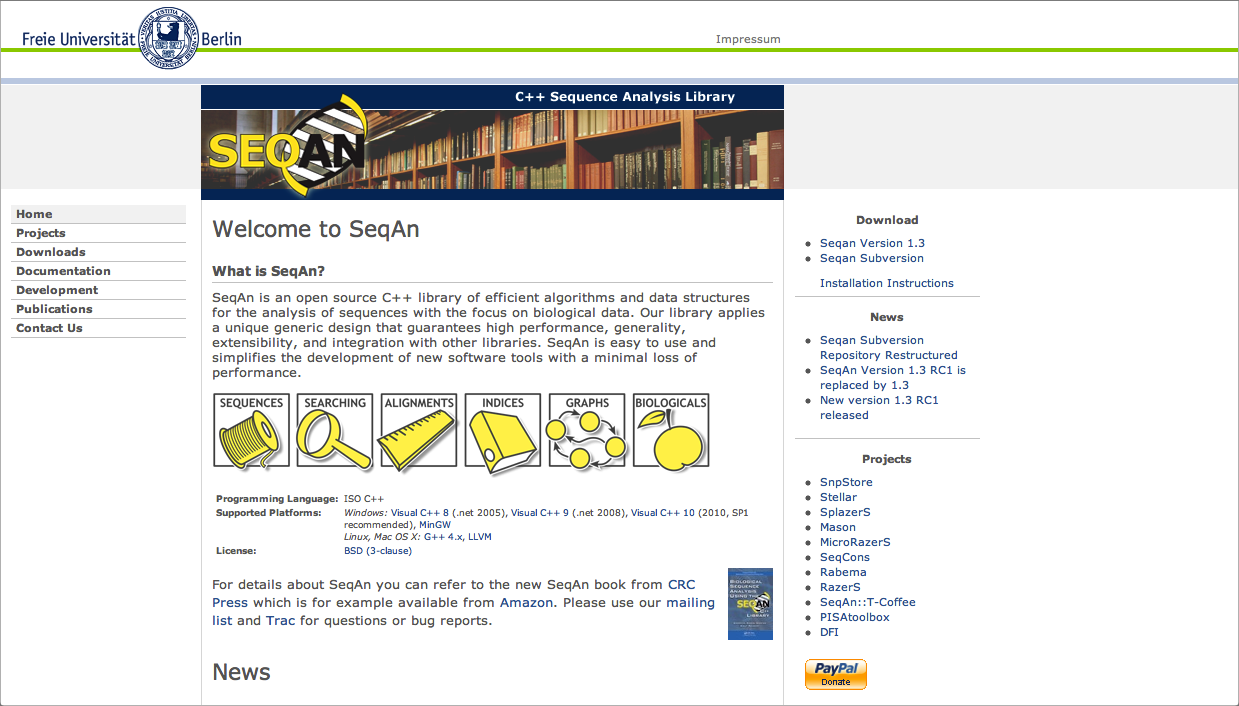 Freie Universität Berlin
Impressum
C++ Sequence Analysis Library
SEQAN
Home
Projects
Downloads
Documentation
Development
Publications
Contact Us
Welcome to SeqAn
What is SeqAn?
SeqAn is an open source C++ library of efficient algorithms and data structures
for the analysis of sequences with the focus on biological data. Our library applies
a unique generic design that guarantees high performance, generality,
extensibility, and integration with other libraries. SeqAn is easy to use and
simplifies the development of new software tools with a minimal loss of
performance.
SEQUENCES SEARCHING ALIGNMENTS INDICES GRAPHS BIOLOGICALS
Programming Language: ISO C++
Supported Platforms: Windows: Visual C++ 8 (.net 2005), Visual C++ 9 (.net 2008), Visual C++ 10 (2010, SP1
recommended), MinGW
Linux, Mac OS X: G++ 4.x, LLVM
License: BSD (3-clause)
For details about SeqAn you can refer to the new SeqAn book from CRC
Press which is for example available from Amazon. Please use our mailing
list and Trac for questions or bug reports.
BIOLOGICAL
SEQUENCE
ANALYSIS
USING THE
SEQAN
C++
LIBRARY
News
Download
Seqan Version 1.3
Seqan Subversion
Installation Instructions
News
Seqan Subversion
Repository Restructured
SeqAn Version 1.3 RC1 is
replaced by 1.3
New version 1.3 RC1
released
Projects
SnpStore
Stellar
SplazerS
Mason
MicroRazerS
SeqCons
Rabema
RazerS
SeqAn::T-Coffee
PISAtoolbox
DFI
PayPal
Donate